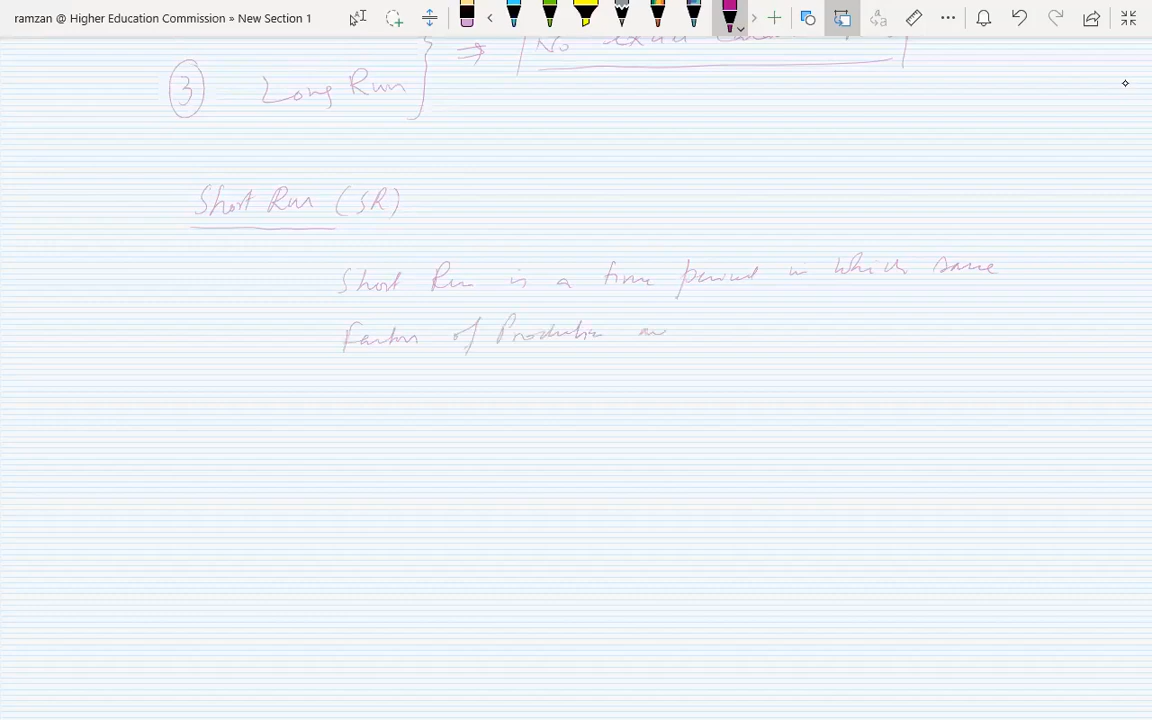 ramzan @ Higher Education Commission » New Section 1
⇒ No
③ Long Run
Short Run (SR)
Short Run is a time period in which some
Factors of Production are